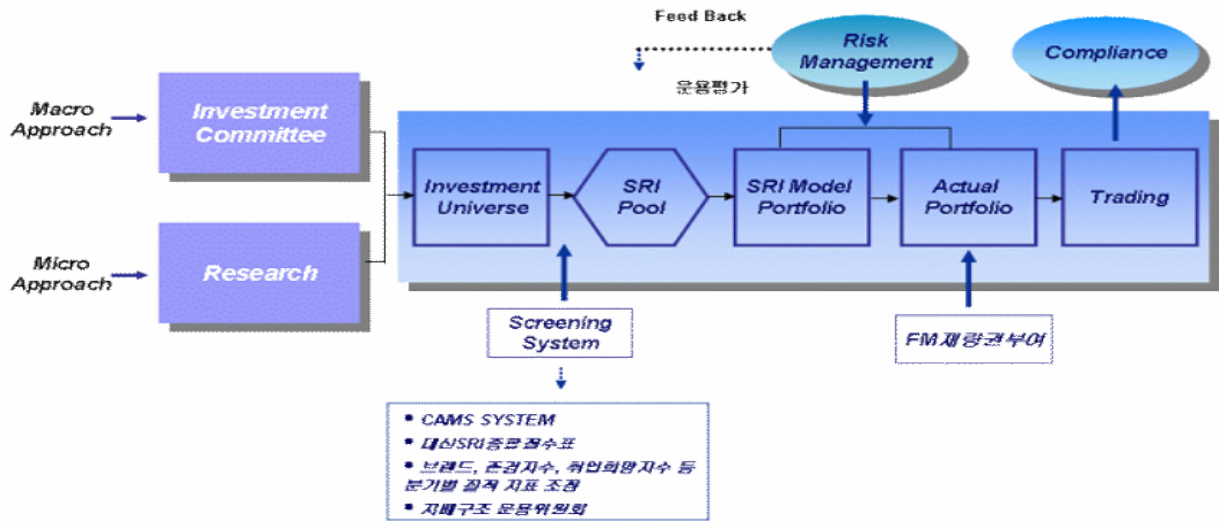 Feed Back
Risk
Management
Compliance
운용평가
Macro
Approach
Investment
Committee
Micro
Approach
Research
Investment
Universe
SRI
Pool
SRI Model
Portfolio
Actual
Portfolio
Trading
Screening
System
FM재량권부여
• CAMS SYSTEM
• 대신SRI종합점수표
• 브랜드, 존경지수, 취업희망지수 등
분기별 질적 지표 조정
• 지배구조 운용위원회